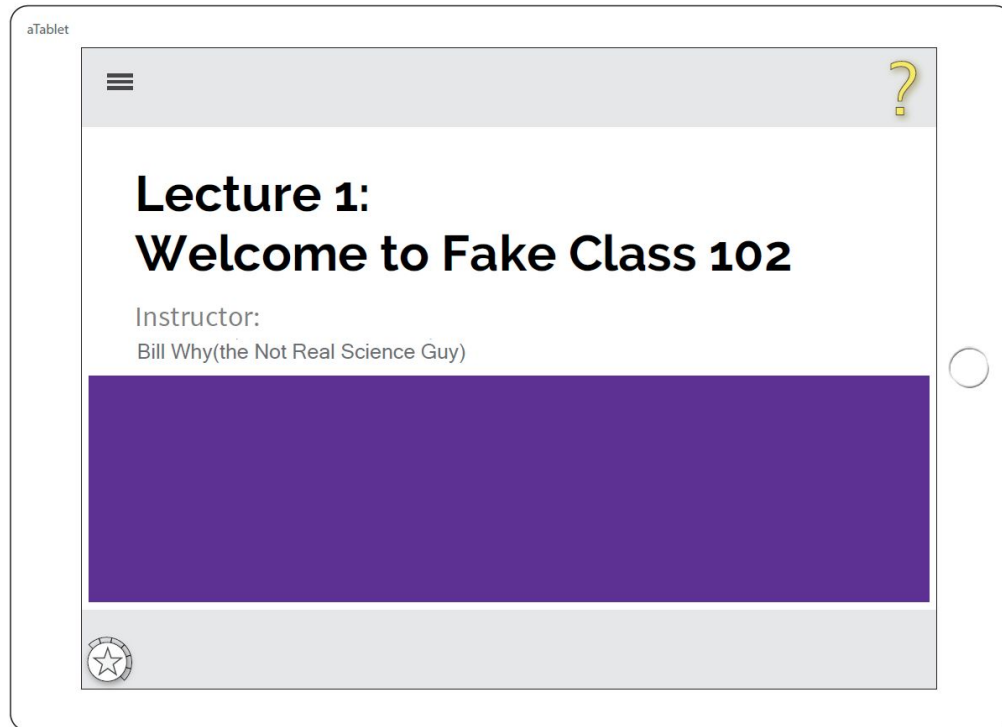 aTablet
?
Lecture 1:
Welcome to Fake Class 102
Instructor:
Bill Why(the Not Real Science Guy)